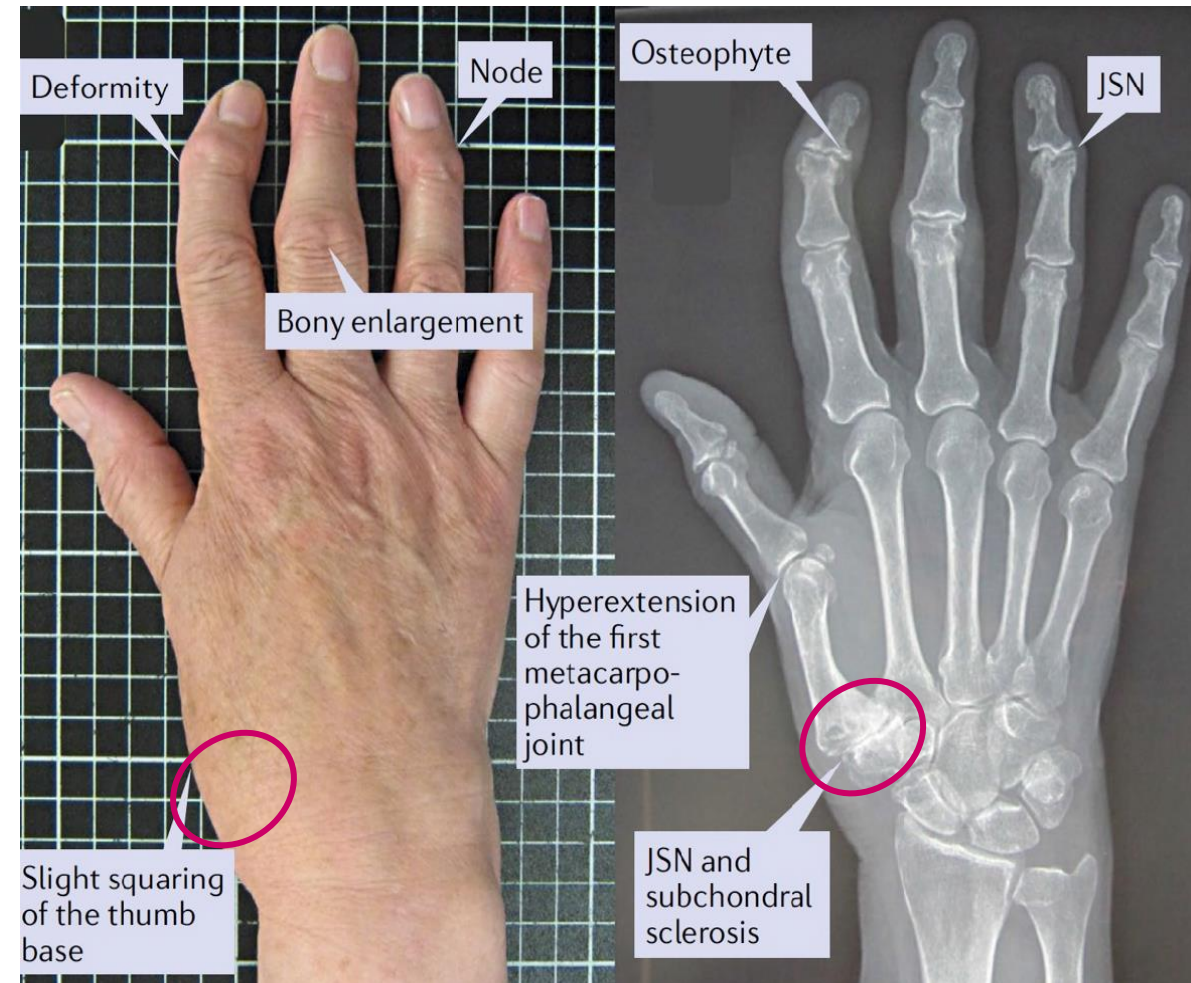 Deformity
Node
Bony enlargement
Slight squaring
of the thumb
base
Osteophyte
JSN
Hyperextension
of the first
metacarpo-
phalangeal
joint
JSN and
subchondral
sclerosis